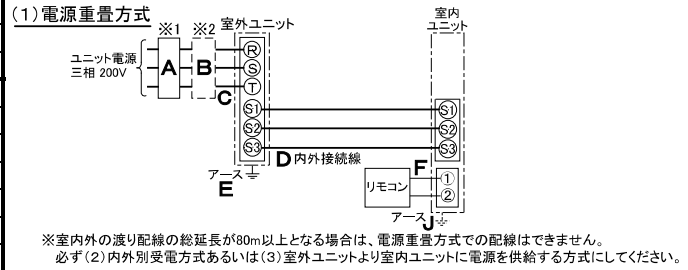 (1)電源重畳方式
※1 ※2 室外ユニット
室内
ユニット
ユニット電源
三相 200V
A
B
C
R
S
T
S1
S2
S3
S1
S2
S3
D 内外接続線
アース
E
F
リモコン
①
②
アース J
※室内外の渡り配線の総延長が80m以上となる場合は、電源重畳方式での配線はできません。
必ず(2)内外別受電方式あるいは(3)室外ユニットより室内ユニットに電源を供給する方式にしてください。